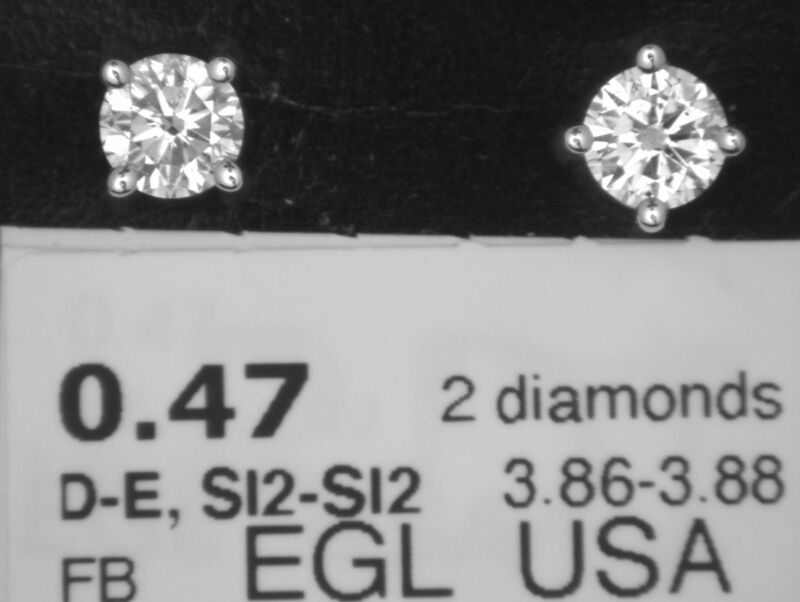 0.47 2 diamonds
D-E, SI2-SI2 3.86-3.88
FB EGL USA